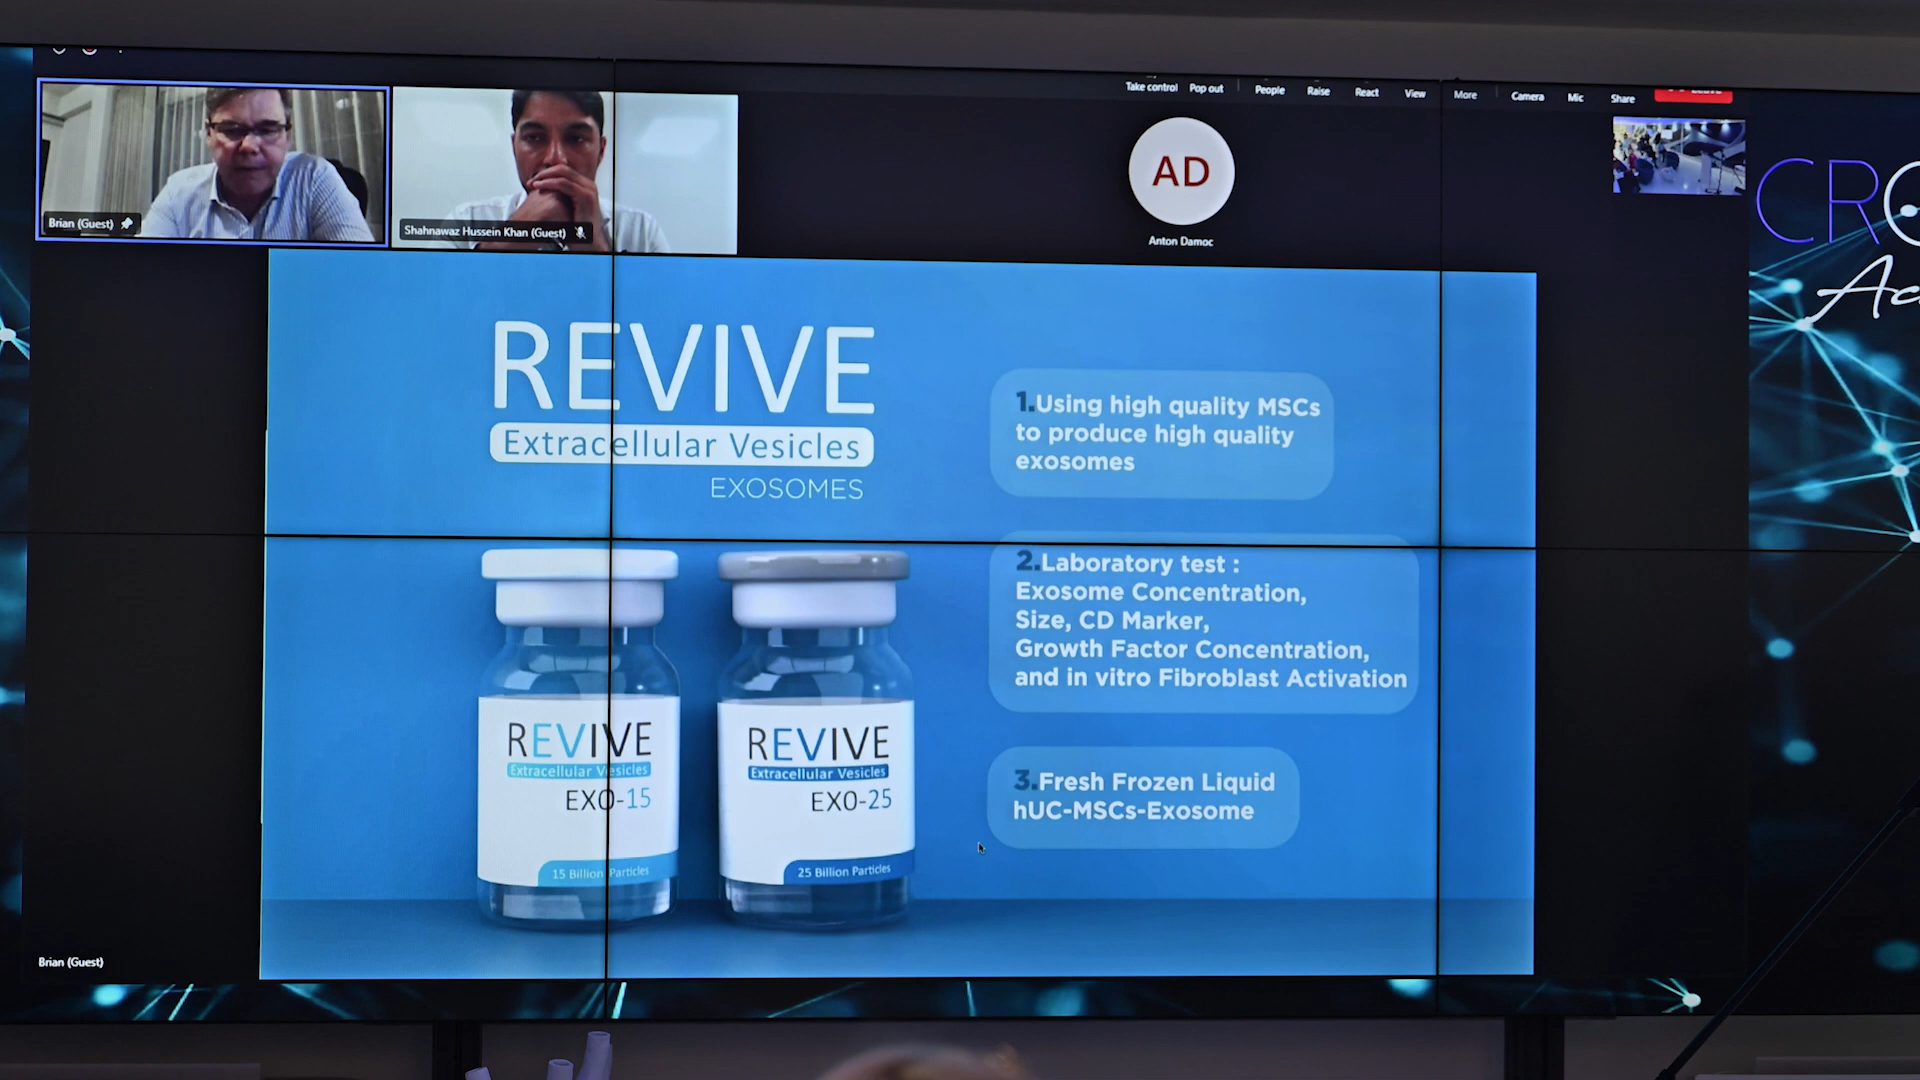 Take control Pop out People Raise React View More Camera Mic Share
Brian (Guest)
Shahnawaz Hussein Khan (Guest)
AD
Anton Damoc
REVIVE
Extracellular Vesicles
EXOSOMES
1.Using high quality MSCs
to produce high quality
exosomes
2.Laboratory test :
Exosome Concentration,
Size, CD Marker,
Growth Factor Concentration,
and in vitro Fibroblast Activation
3.Fresh Frozen Liquid
hUC-MSCs-Exosome
REVIVE
Extracellular Vesicles
EXO-15
15 Billion Particles
REVIVE
Extracellular Vesicles
EXO-25
25 Billion Particles
Brian (Guest)